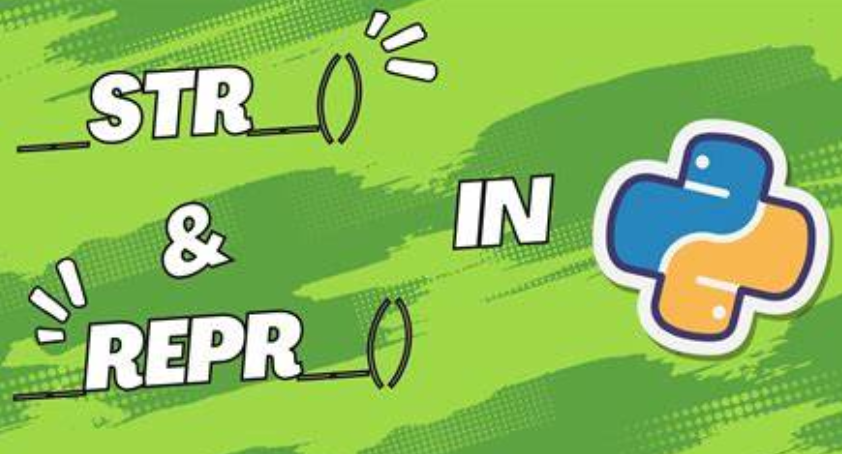 __STR__()
&
IN
__REPR__()